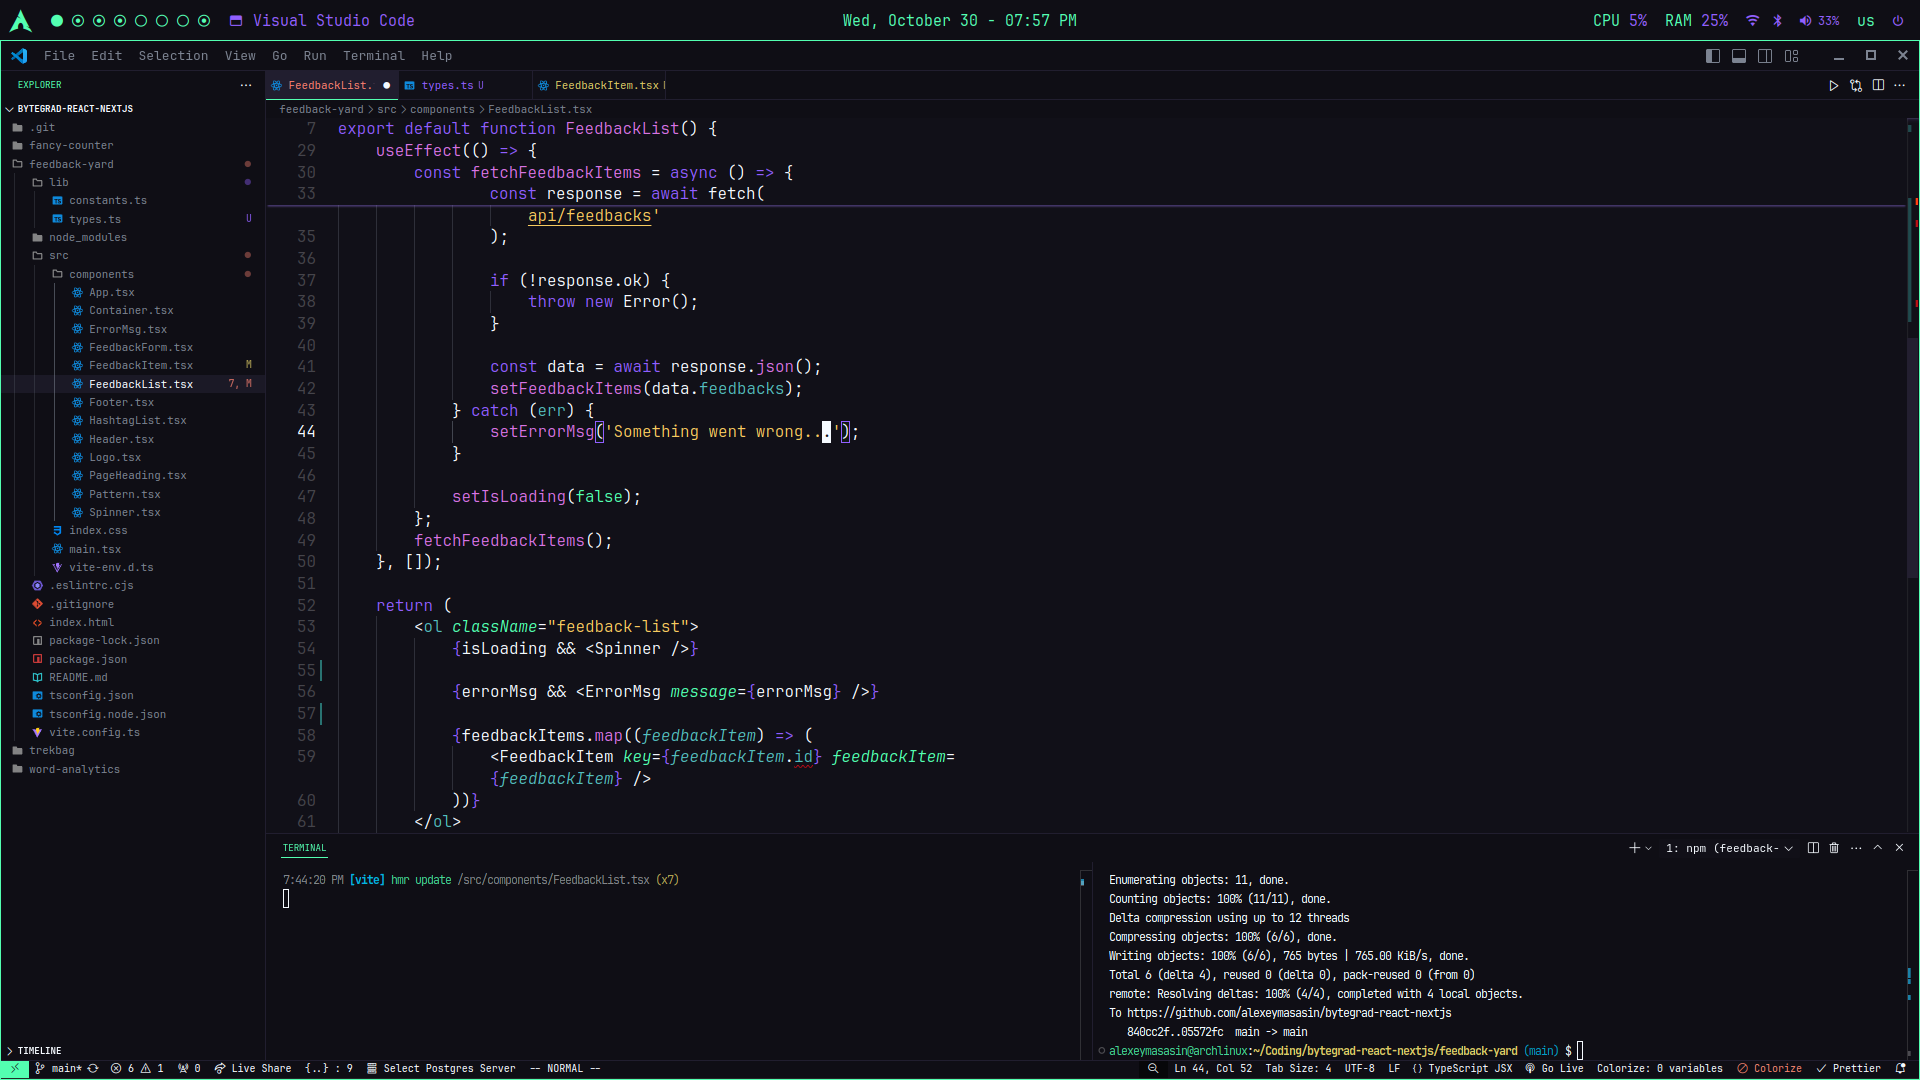 Visual Studio Code
Wed, October 30 - 07:57 PM
CPU 5% RAM 25% 33% US
File Edit Selection View Go Run Terminal Help
EXPLORER
BYTEGRAD-REACT-NEXTJS
.git
fancy-counter
feedback-yard
lib
constants.ts
types.ts U
node_modules
src
components
App.tsx
Container.tsx
ErrorMsg.tsx
FeedbackForm.tsx
FeedbackItem.tsx M
FeedbackList.tsx 7, M
Footer.tsx
HashtagList.tsx
Header.tsx
Logo.tsx
PageHeading.tsx
Pattern.tsx
Spinner.tsx
index.css
main.tsx
vite-env.d.ts
.eslintrc.cjs
.gitignore
index.html
package-lock.json
package.json
README.md
tsconfig.json
tsconfig.node.json
vite.config.ts
trekbag
word-analytics
TIMELINE
FeedbackList. types.ts U FeedbackItem.tsx
feedback-yard > src > components > FeedbackList.tsx
7 export default function FeedbackList() {
29 useEffect(() => {
30 const fetchFeedbackItems = async () => {
33 const response = await fetch(
api/feedbacks'
35 );
36
37 if (!response.ok) {
38 throw new Error();
39 }
40
41 const data = await response.json();
42 setFeedbackItems(data.feedbacks);
43 } catch (err) {
44 setErrorMsg('Something went wrong...');
45 }
46
47 setIsLoading(false);
48 };
49 fetchFeedbackItems();
50 }, []);
51
52 return (
53 <ol className="feedback-list">
54 {isLoading && <Spinner />}
55
56 {errorMsg && <ErrorMsg message={errorMsg} />}
57
58 {feedbackItems.map((feedbackItem) => (
59 <FeedbackItem key={feedbackItem.id} feedbackItem=
{feedbackItem} />
60 ))}
61 </ol>
TERMINAL
1: npm (feedback-
7:44:20 PM [vite] hmr update /src/components/FeedbackList.tsx (x7)
Enumerating objects: 11, done.
Counting objects: 100% (11/11), done.
Delta compression using up to 12 threads
Compressing objects: 100% (6/6), done.
Writing objects: 100% (6/6), 765 bytes | 765.00 KiB/s, done.
Total 6 (delta 4), reused 0 (delta 0), pack-reused 0 (from 0)
remote: Resolving deltas: 100% (4/4), completed with 4 local objects.
To https://github.com/alexeymasasin/bytegrad-react-nextjs
840cc2f..05572fc main -> main
alexeymasasin@archlinux:~/Coding/bytegrad-react-nextjs/feedback-yard (main) $
main* 6 1 0 Live Share {..} : 9 Select Postgres Server -- NORMAL --
Ln 44, Col 52 Tab Size: 4 UTF-8 LF {} TypeScript JSX Go Live Colorize: 0 variables Colorize Prettier